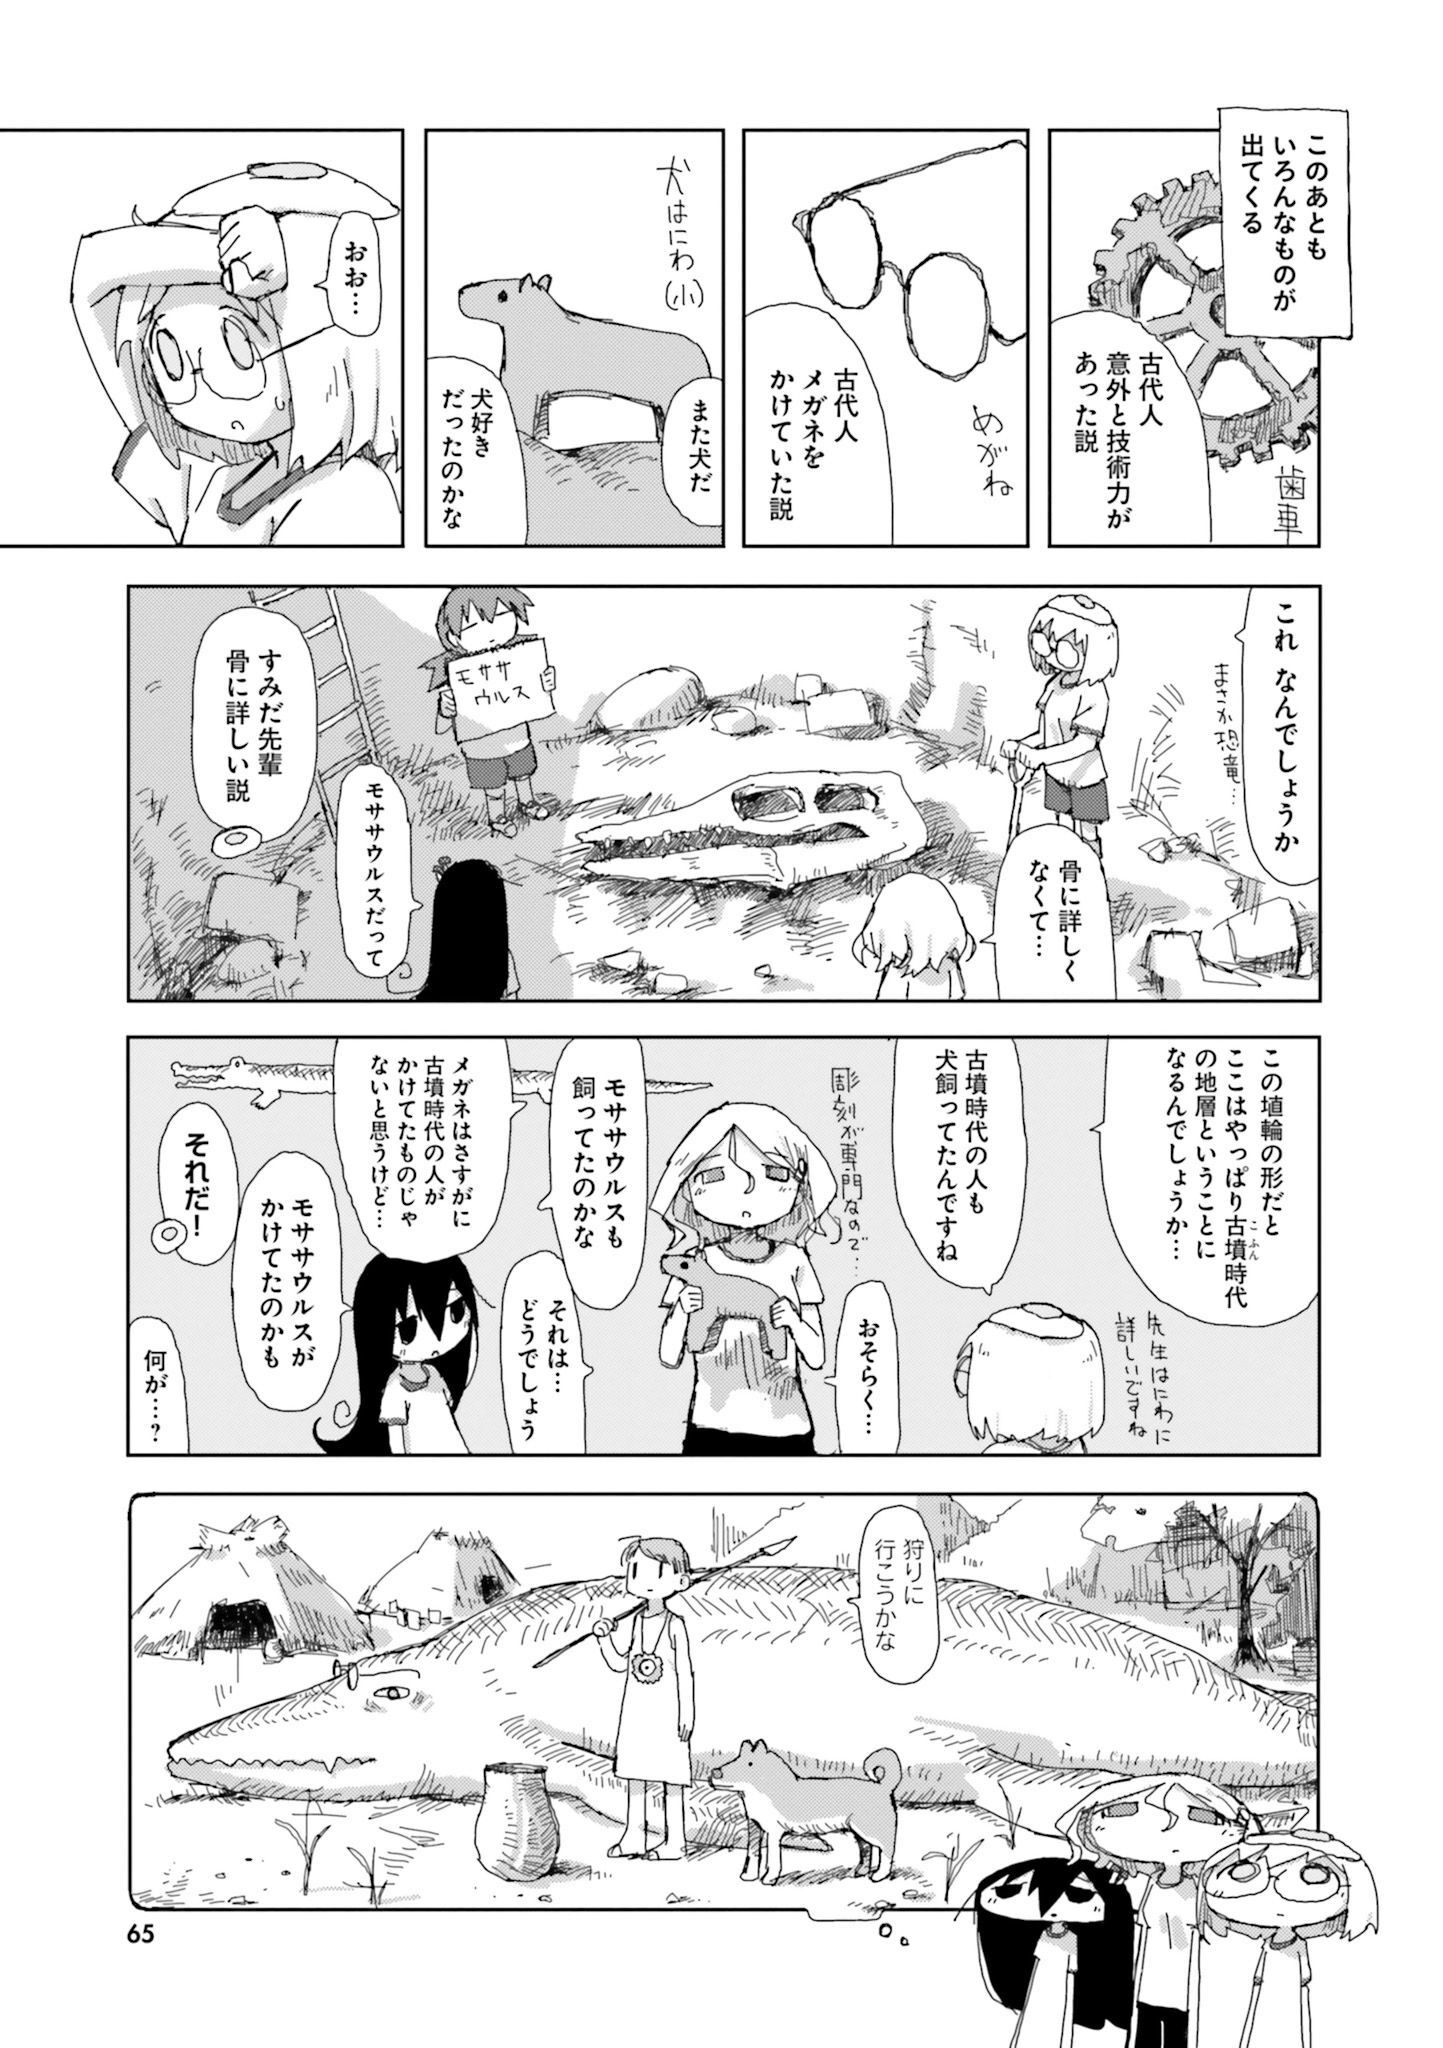 このあとも
いろんなものが
出てくる
古代人
意外と技術力が
あった説
歯車
古代人
メガネを
かけていた説
めがね
犬はにわ(小)
また犬だ
犬好き
だったのかな
おお…
これ なんでしょうか
まさか恐竜…
骨に詳しく
なくて…
モササ
ウルス
モササウルスだって
すみだ先輩
骨に詳しい説
この埴輪の形だと
ここはやっぱり古墳時代
こふん
の地層ということに
なるんでしょうか…
先生はにわに
詳しいですね
古墳時代の人も
犬飼ってたんですね
おそらく…
彫刻が専門なので…
モササウルスも
飼ってたのかな
それは…
どうでしょう
メガネはさすがに
古墳時代の人が
かけてたものじゃ
ないと思うけど…
それだ!
モササウルスが
かけてたのかも
何が…?
狩りに
行こうかな
65